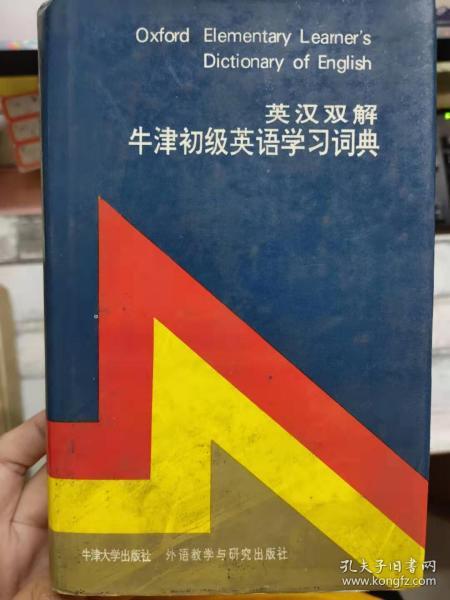 Oxford Elementary Learner's
Dictionary of English
英汉双解
牛津初级英语学习词典
牛津大学出版社 外语教学与研究出版社
孔夫子旧书网
www.kongfz.com